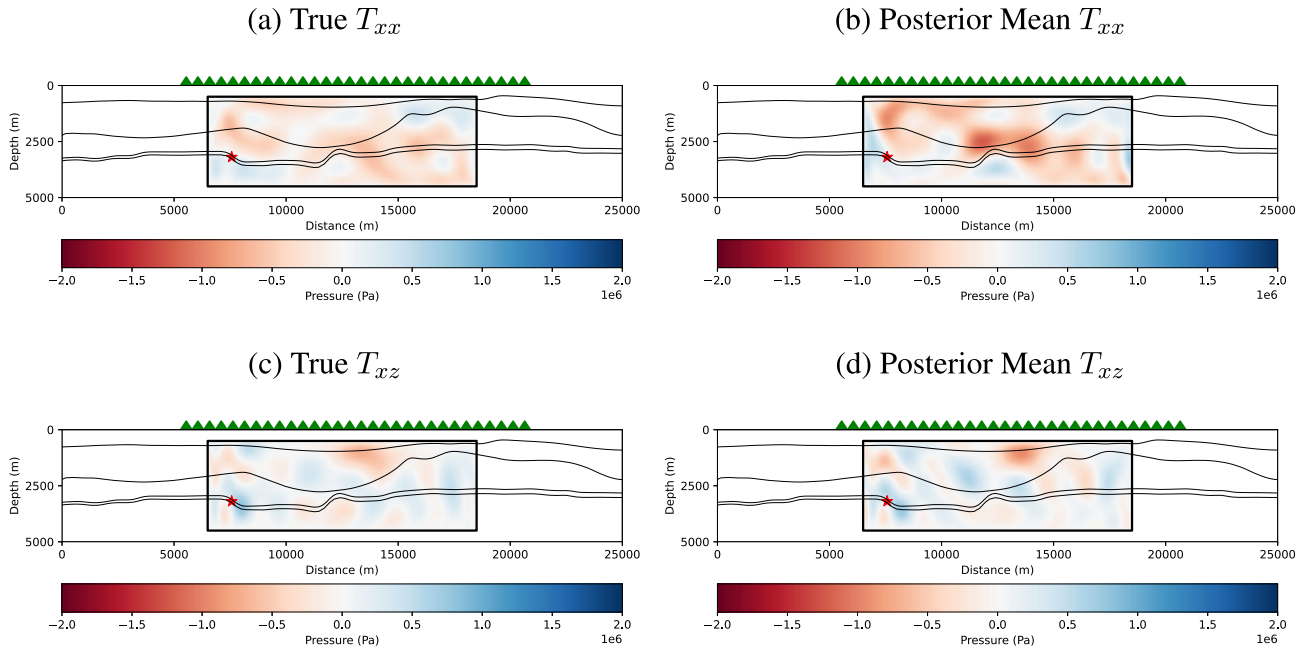 (a) True T_{xx}
(b) Posterior Mean T_{xx}
0
2500
5000
Depth (m)
0 5000 10000 15000 20000 25000
Distance (m)
−2.0 −1.5 −1.0 −0.5 0.0 0.5 1.0 1.5 2.0
Pressure (Pa)
1e6
0
2500
5000
Depth (m)
0 5000 10000 15000 20000 25000
Distance (m)
−2.0 −1.5 −1.0 −0.5 0.0 0.5 1.0 1.5 2.0
Pressure (Pa)
1e6
(c) True T_{xz}
(d) Posterior Mean T_{xz}
0
2500
5000
Depth (m)
0 5000 10000 15000 20000 25000
Distance (m)
−2.0 −1.5 −1.0 −0.5 0.0 0.5 1.0 1.5 2.0
Pressure (Pa)
1e6
0
2500
5000
Depth (m)
0 5000 10000 15000 20000 25000
Distance (m)
−2.0 −1.5 −1.0 −0.5 0.0 0.5 1.0 1.5 2.0
Pressure (Pa)
1e6